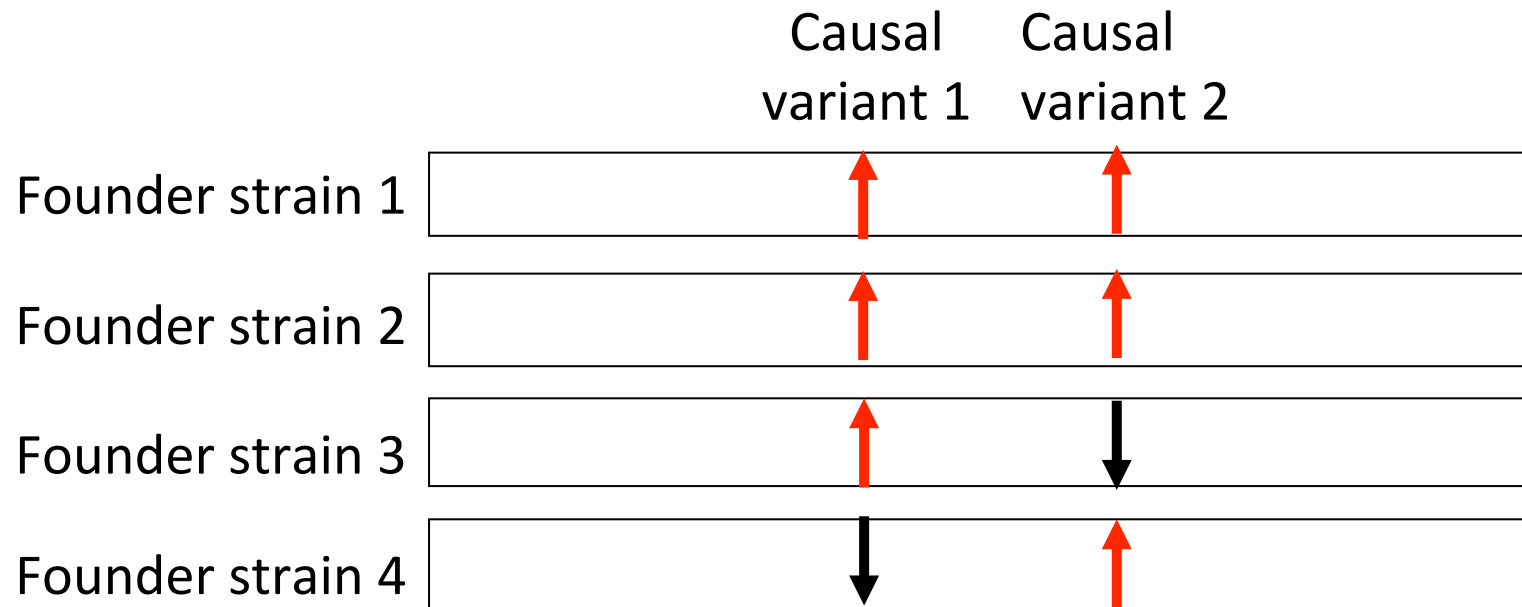 Causal
variant 1
Causal
variant 2
Founder strain 1
Founder strain 2
Founder strain 3
Founder strain 4